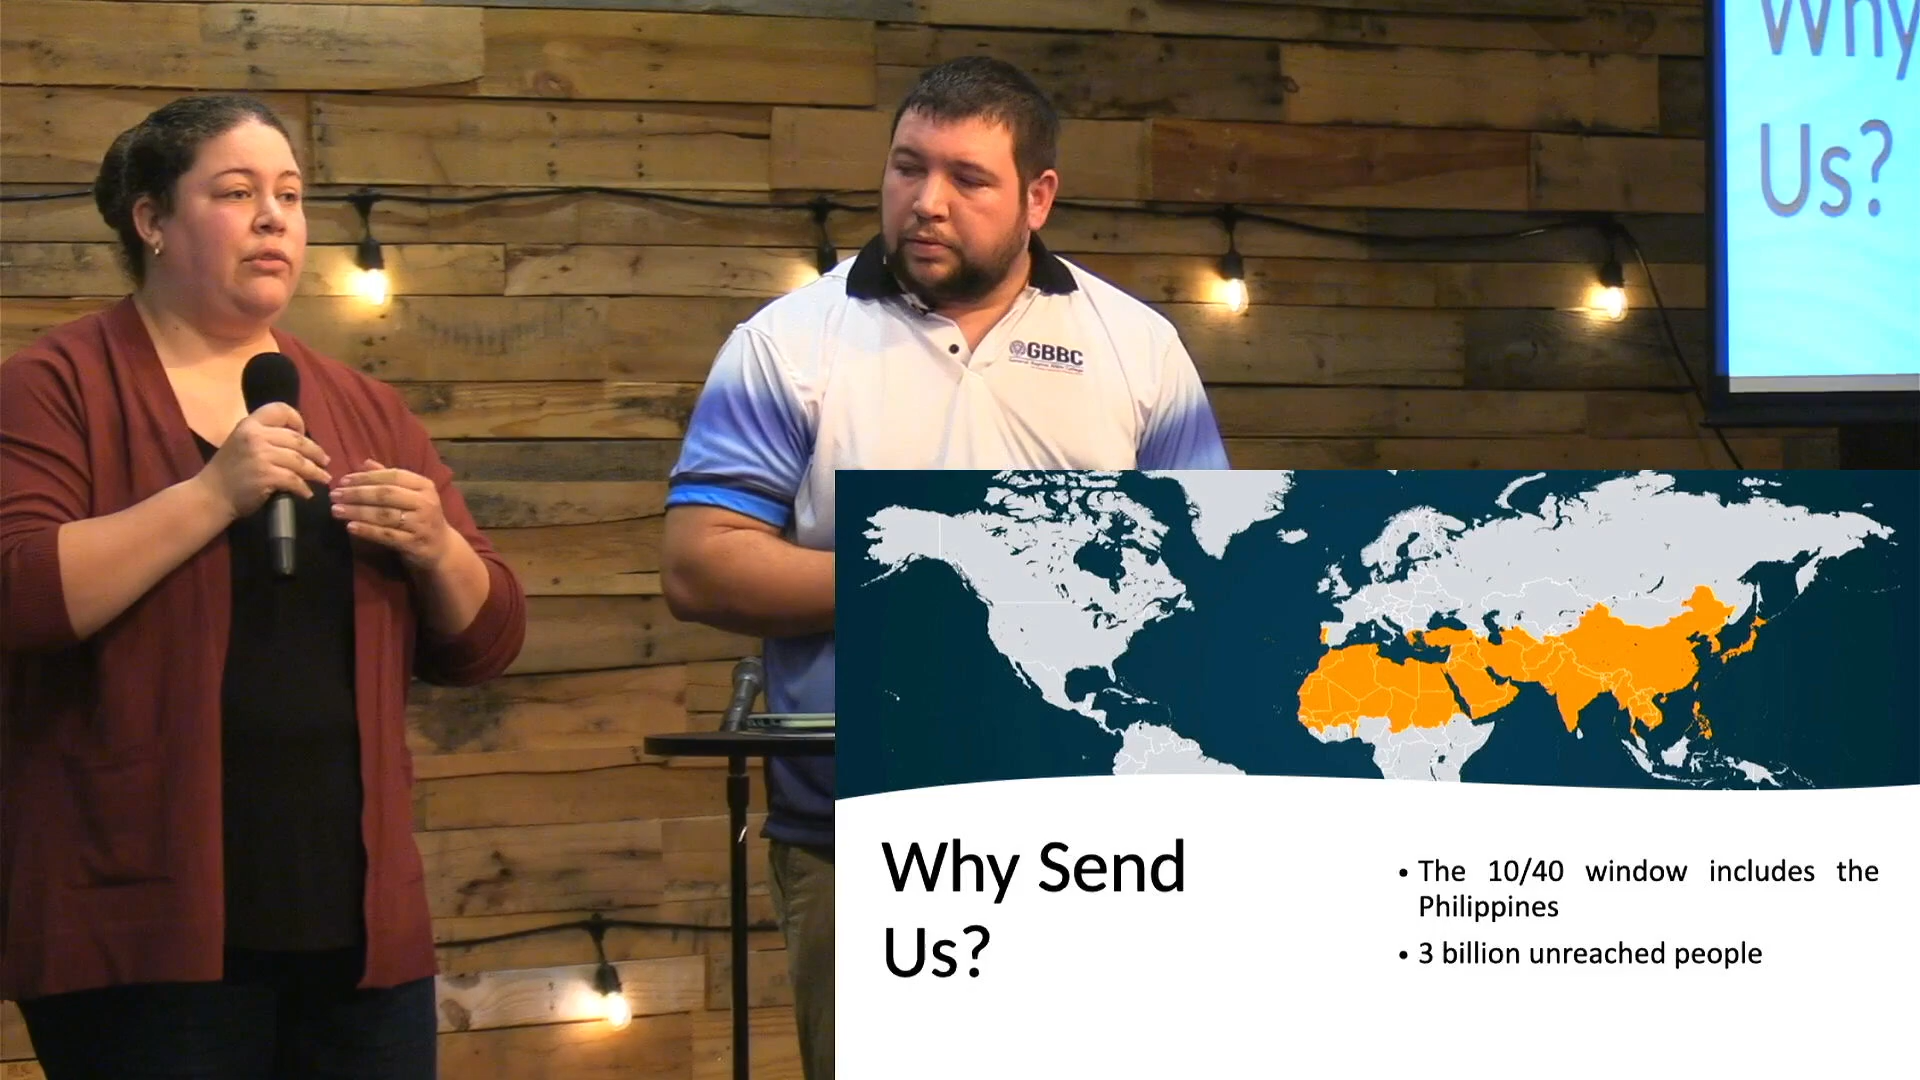 Why
Us?
GBBC
Why Send
Us?
• The 10/40 window includes the
Philippines
• 3 billion unreached people